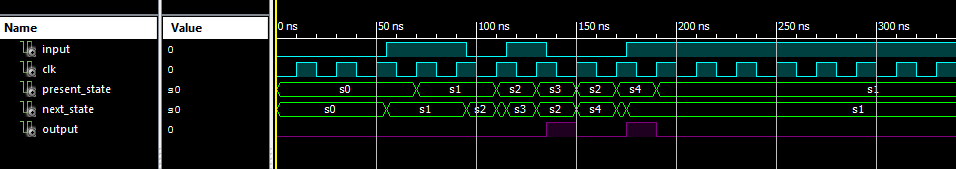 Name Value 0 ns 50 ns 100 ns 150 ns 200 ns 250 ns 300 ns
input 0
clk 0
present_state s0 s0 s1 s2 s3 s2 s4 s1
next_state s0 s0 s1 s2 s3 s2 s4 s1
output 0